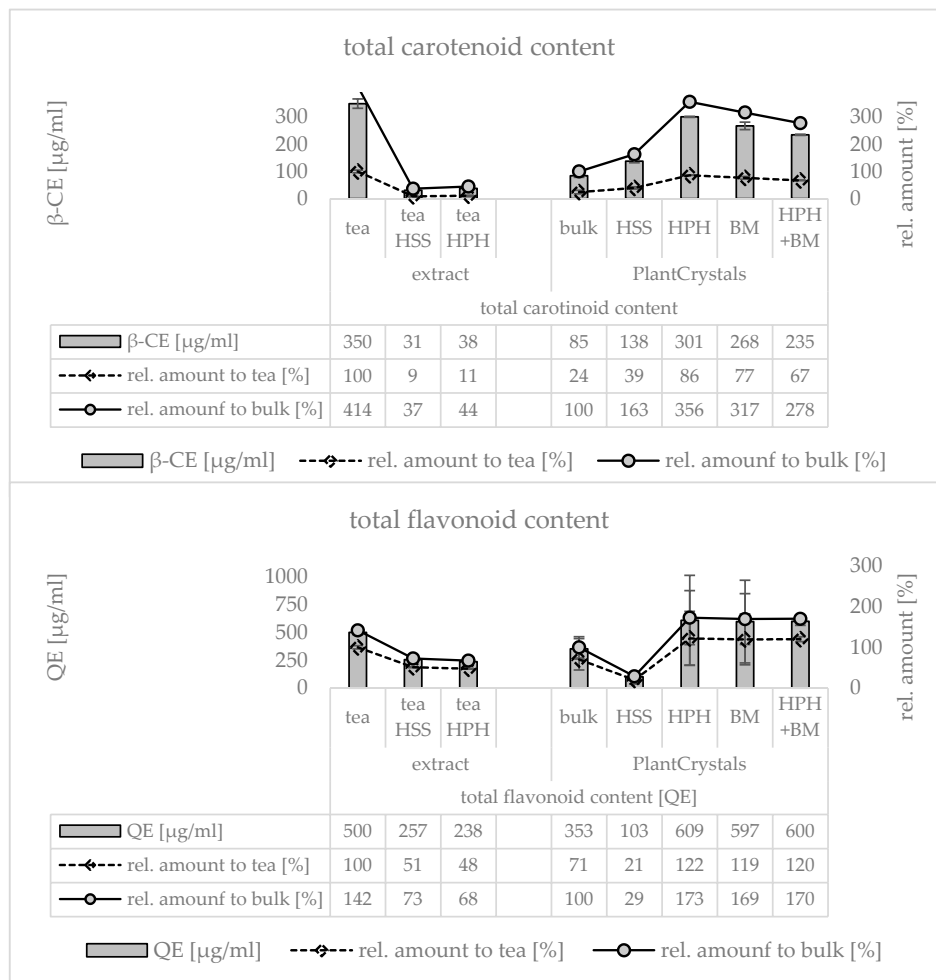 total carotenoid content
β-CE [µg/ml]
rel. amount [%]
300
200
100
0
300
200
100
0
tea
tea HSS
tea HPH
bulk
HSS
HPH
BM
HPH +BM
extract
PlantCrystals
total carotinoid content
β-CE [µg/ml] 350 31 38 85 138 301 268 235
rel. amount to tea [%] 100 9 11 24 39 86 77 67
rel. amounf to bulk [%] 414 37 44 100 163 356 317 278
β-CE [µg/ml] rel. amount to tea [%] rel. amounf to bulk [%]
total flavonoid content
QE [µg/ml]
rel. amount [%]
1000
750
500
250
0
300
200
100
0
tea
tea HSS
tea HPH
bulk
HSS
HPH
BM
HPH +BM
extract
PlantCrystals
total flavonoid content [QE]
QE [µg/ml] 500 257 238 353 103 609 597 600
rel. amount to tea [%] 100 51 48 71 21 122 119 120
rel. amounf to bulk [%] 142 73 68 100 29 173 169 170
QE [µg/ml] rel. amount to tea [%] rel. amounf to bulk [%]